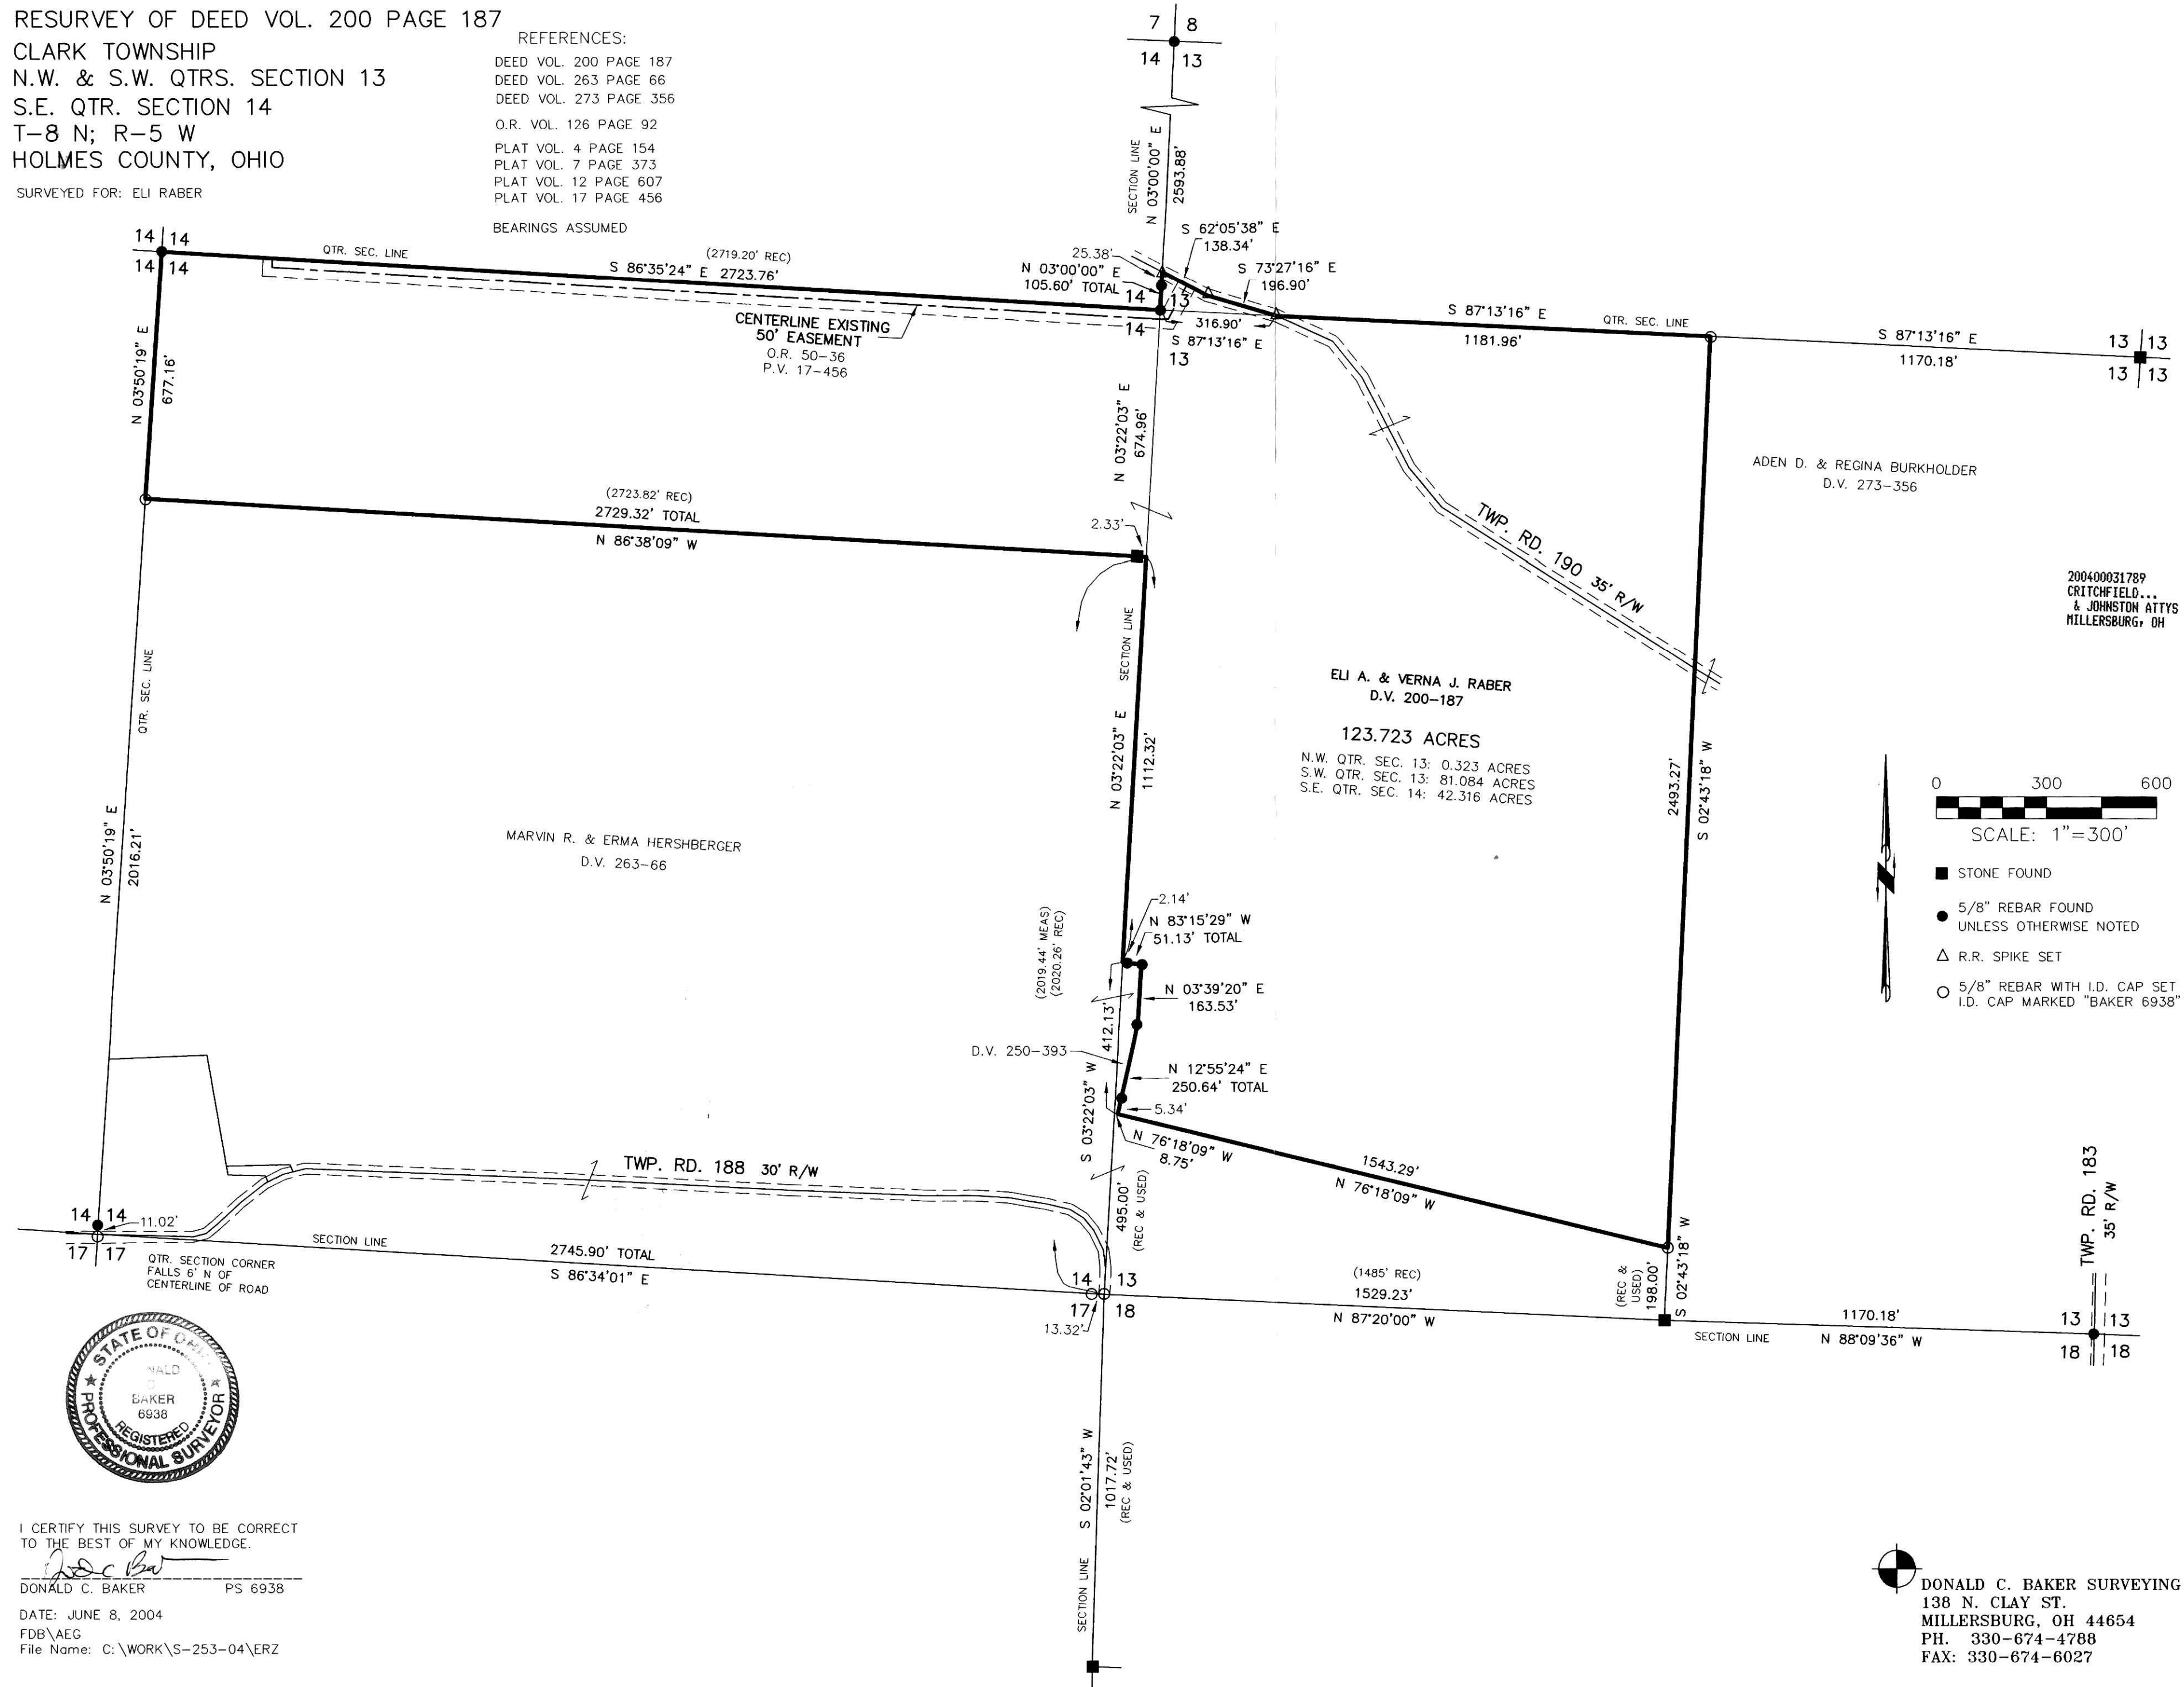 RESURVEY OF DEED VOL. 200 PAGE 187
CLARK TOWNSHIP
N.W. & S.W. QTRS. SECTION 13
S.E. QTR. SECTION 14
T-8 N; R-5 W
HOLMES COUNTY, OHIO
SURVEYED FOR: ELI RABER
REFERENCES:
DEED VOL. 200 PAGE 187
DEED VOL. 263 PAGE 66
DEED VOL. 273 PAGE 356
O.R. VOL. 126 PAGE 92
PLAT VOL. 4 PAGE 154
PLAT VOL. 7 PAGE 373
PLAT VOL. 12 PAGE 607
PLAT VOL. 17 PAGE 456
BEARINGS ASSUMED
7 8
14 13
SECTION LINE
N 03°00'00" E
2593.88'
14 14
14 14
QTR. SEC. LINE
(2719.20' REC)
S 86°35'24" E 2723.76'
25.38'
N 03°00'00" E
105.60' TOTAL
S 62°05'38" E
138.34'
S 73°27'16" E
196.90'
14 13
14
13
316.90'
S 87°13'16" E
S 87°13'16" E
1181.96'
QTR. SEC. LINE
S 87°13'16" E
1170.18'
13 13
13 13
CENTERLINE EXISTING
50' EASEMENT
O.R. 50-36
P.V. 17-456
N 03°50'19" E
677.16'
N 03°22'03" E
674.96'
ADEN D. & REGINA BURKHOLDER
D.V. 273-356
(2723.82' REC)
2729.32' TOTAL
N 86°38'09" W
2.33'
TWP. RD. 190 35' R/W
200400031789
CRITCHFIELD...
& JOHNSTON ATTYS
MILLERSBURG, OH
QTR. SEC. LINE
SECTION LINE
N 03°22'03" E
1112.32'
ELI A. & VERNA J. RABER
D.V. 200-187
123.723 ACRES
N.W. QTR. SEC. 13: 0.323 ACRES
S.W. QTR. SEC. 13: 81.084 ACRES
S.E. QTR. SEC. 14: 42.316 ACRES
2493.27'
S 02°43'18" W
0 300 600
SCALE: 1"=300'
STONE FOUND
5/8" REBAR FOUND
UNLESS OTHERWISE NOTED
R.R. SPIKE SET
5/8" REBAR WITH I.D. CAP SET
I.D. CAP MARKED "BAKER 6938"
N 03°50'19" E
2016.21'
MARVIN R. & ERMA HERSHBERGER
D.V. 263-66
(2019.44' MEAS)
(2020.26' REC)
2.14'
N 83°15'29" W
51.13' TOTAL
N 03°39'20" E
163.53'
412.13'
S 03°22'03" W
D.V. 250-393
N 12°55'24" E
250.64' TOTAL
5.34'
N 76°18'09" W
8.75'
1543.29'
N 76°18'09" W
TWP. RD. 188 30' R/W
495.00'
(REC & USED)
14 14
17 17
11.02'
QTR. SECTION CORNER
FALLS 6' N OF
CENTERLINE OF ROAD
SECTION LINE
2745.90' TOTAL
S 86°34'01" E
14 13
17 18
13.32'
(1485' REC)
1529.23'
N 87°20'00" W
(REC &
USED)
198.00'
S 02°43'18" W
SECTION LINE
1170.18'
N 88°09'36" W
TWP. RD. 183
35' R/W
13 13
18 18
S 02°01'43" W
1017.72'
(REC & USED)
SECTION LINE
STATE OF
BAKER
6938
REGISTERED
PROFESSIONAL SURVEYOR
I CERTIFY THIS SURVEY TO BE CORRECT
TO THE BEST OF MY KNOWLEDGE.
DONALD C. BAKER PS 6938
DATE: JUNE 8, 2004
FDB\AEG
File Name: C:\WORK\S-253-04\ERZ
DONALD C. BAKER SURVEYING
138 N. CLAY ST.
MILLERSBURG, OH 44654
PH. 330-674-4788
FAX: 330-674-6027